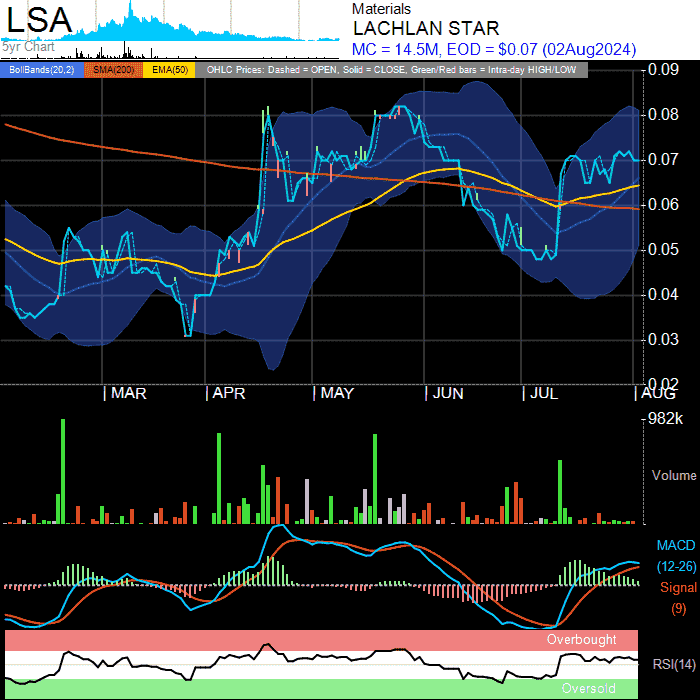 LSA
5yr Chart
Materials
LACHLAN STAR
MC = 14.5M, EOD = $0.07 (02Aug2024)
BollBands(20,2) SMA(200) EMA(50) OHLC Prices: Dashed = OPEN, Solid = CLOSE, Green/Red bars = Intra-day HIGH/LOW
0.09
0.08
0.07
0.06
0.05
0.04
0.03
0.02
MAR APR MAY JUN JUL AUG
982k
Volume
MACD
(12-26)
Signal
(9)
Overbought
RSI(14)
Oversold